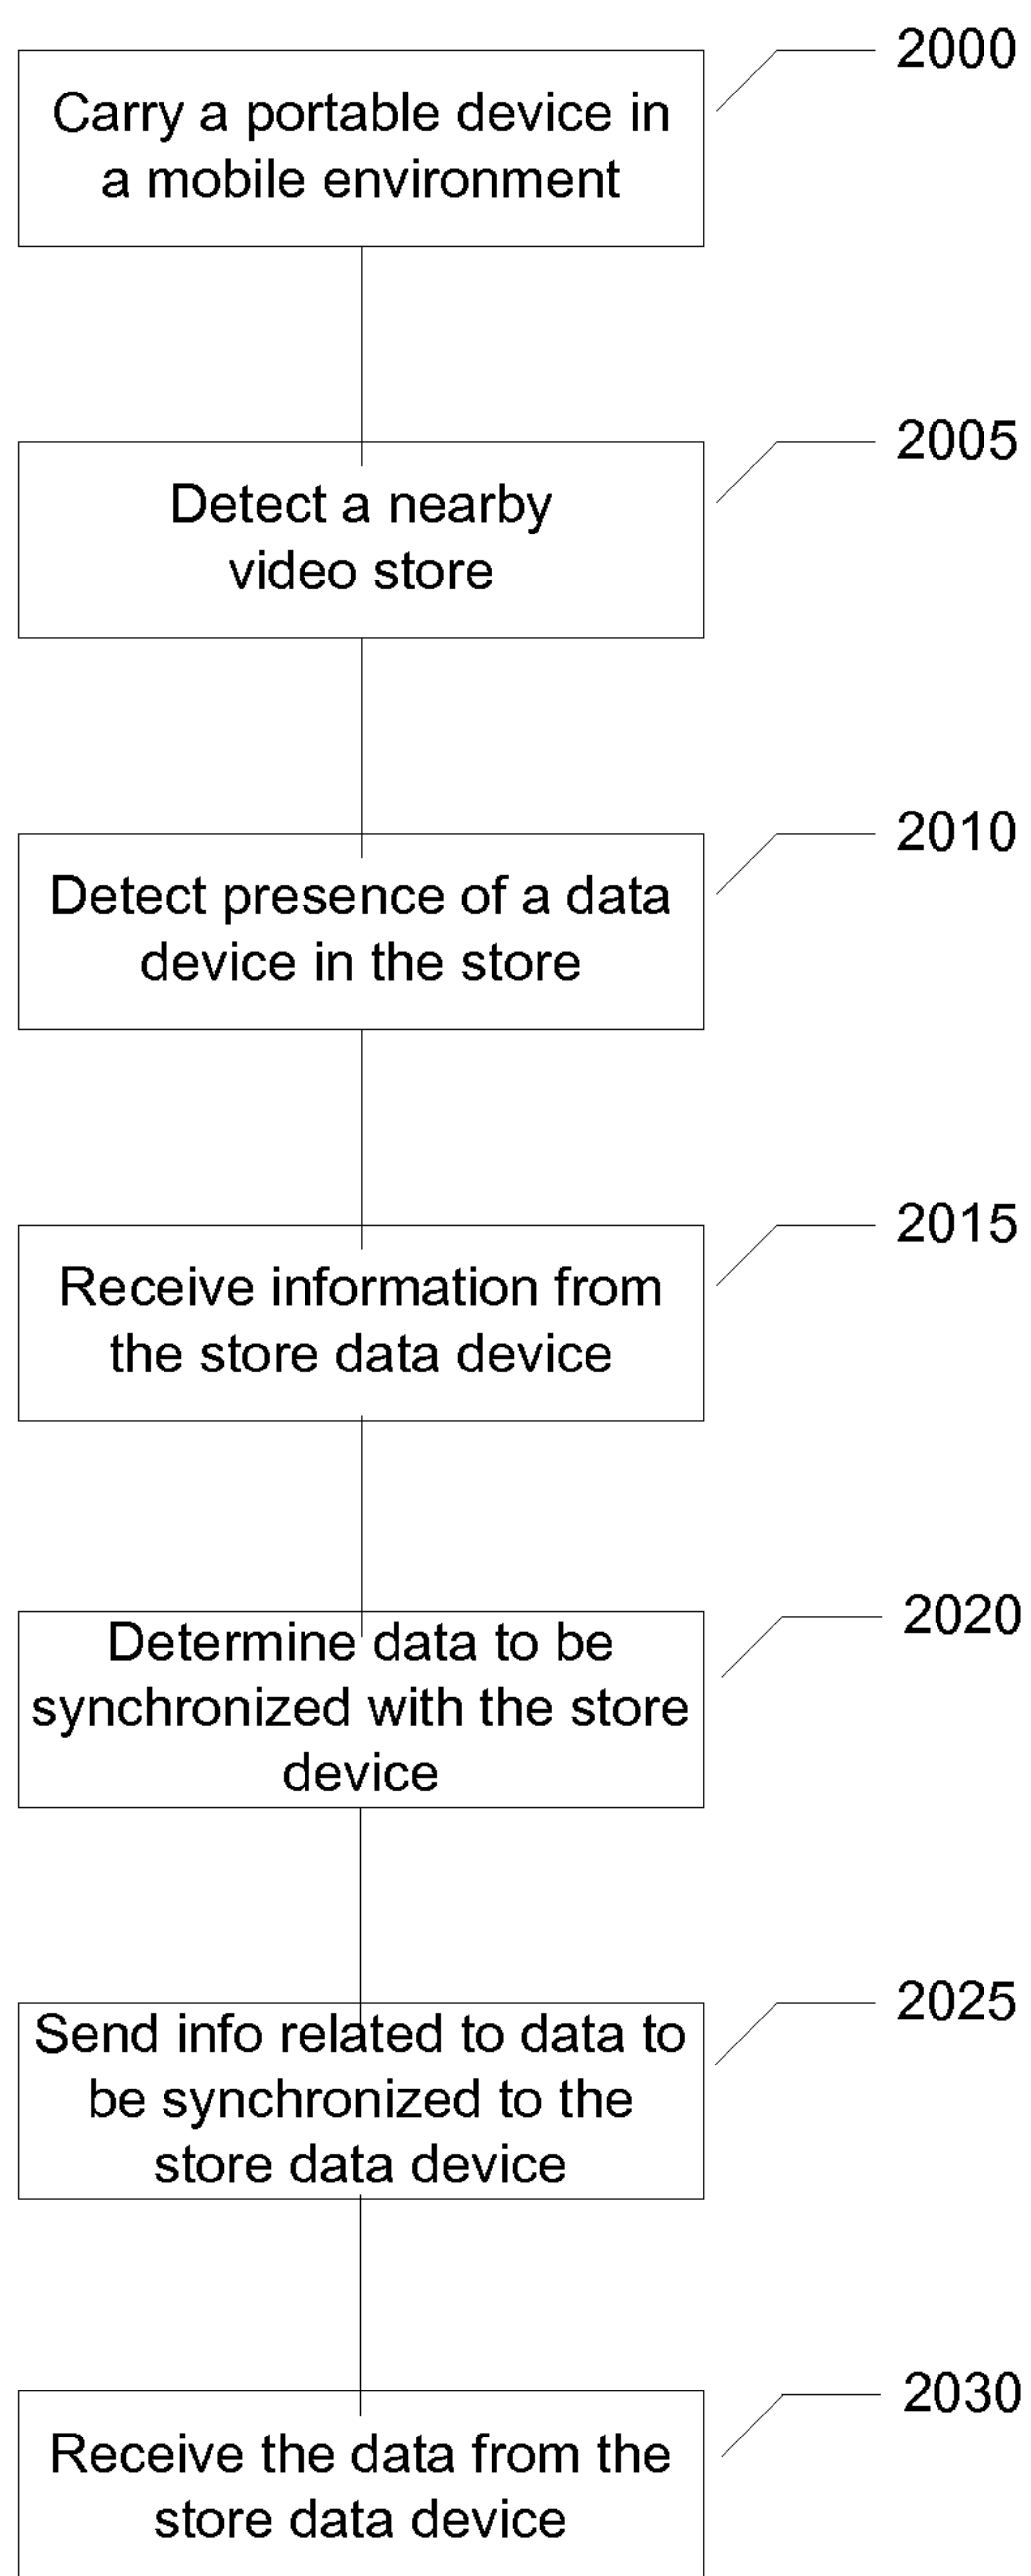 2000
Carry a portable device in
a mobile environment
2005
Detect a nearby
video store
2010
Detect presence of a data
device in the store
2015
Receive information from
the store data device
2020
Determine data to be
synchronized with the store
device
2025
Send info related to data to
be synchronized to the
store data device
2030
Receive the data from the
store data device